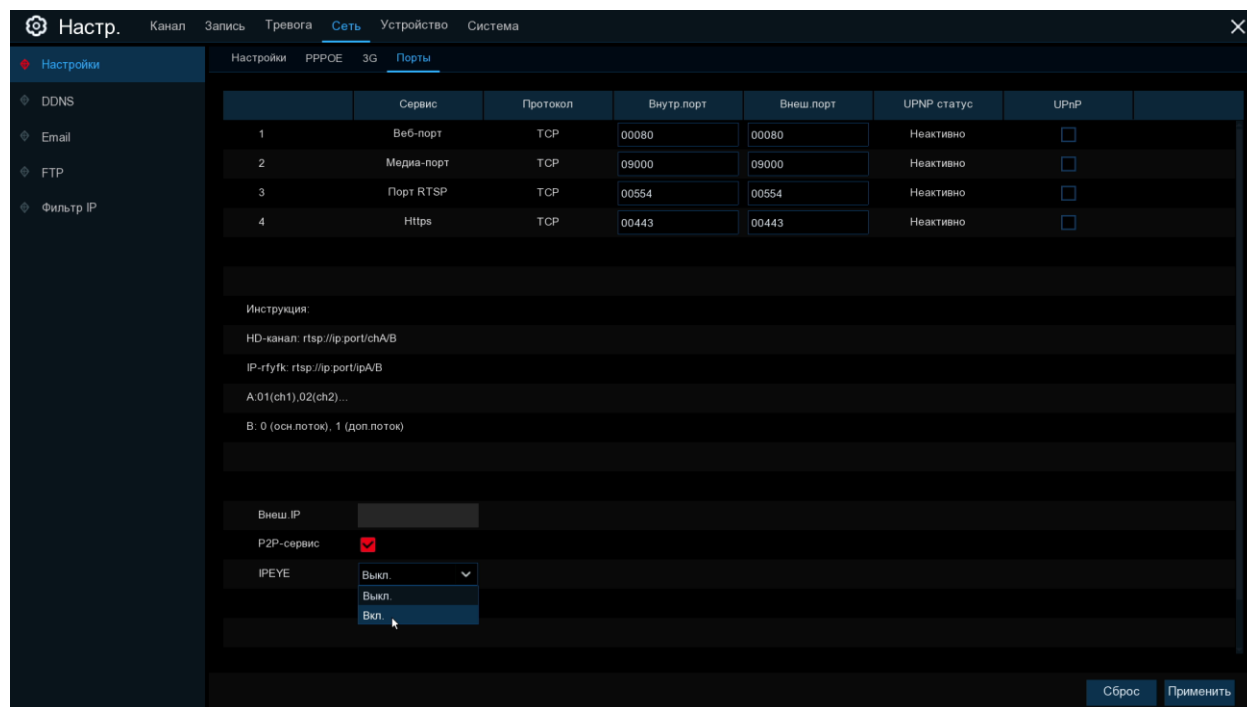 Настр. Канал Запись Тревога Сеть Устройство Система
Настройки PPPOE 3G Порты
Настройки
DDNS
Email
FTP
Фильтр IP
Сервис Протокол Внутр.порт Внеш.порт UPNP статус UPnP
1 Веб-порт TCP 00080 00080 Неактивно
2 Медиа-порт TCP 09000 09000 Неактивно
3 Порт RTSP TCP 00554 00554 Неактивно
4 Https TCP 00443 00443 Неактивно
Инструкция:
HD-канал: rtsp://ip:port/chA/B
IP-rfyfk: rtsp://ip:port/ipA/B
A:01(ch1),02(ch2)...
B: 0 (осн.поток), 1 (доп.поток)
Внеш.IP
P2P-сервис
IPEYE Выкл.
Выкл.
Вкл.
Сброс Применить